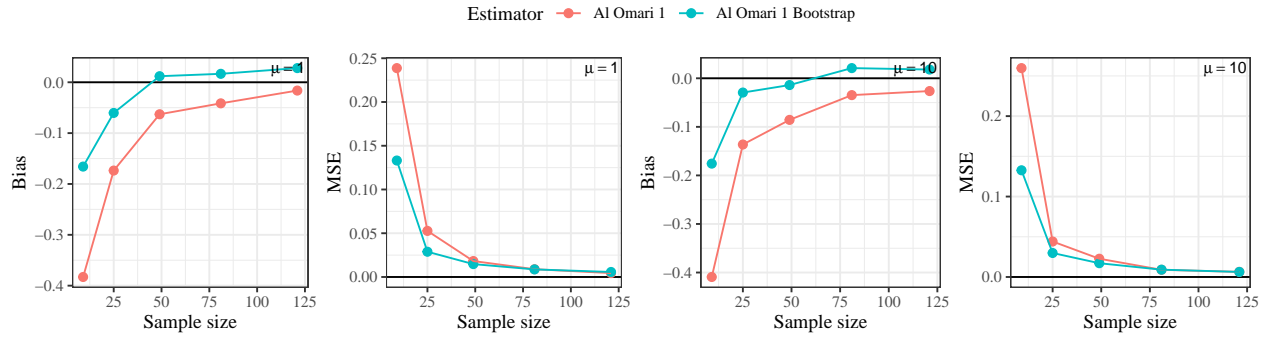 Estimator Al Omari 1 Al Omari 1 Bootstrap
μ = 1
Bias
0.0
−0.1
−0.2
−0.3
−0.4
25 50 75 100 125
Sample size
μ = 1
MSE
0.25
0.20
0.15
0.10
0.05
0.00
25 50 75 100 125
Sample size
μ = 10
Bias
0.0
−0.1
−0.2
−0.3
−0.4
25 50 75 100 125
Sample size
μ = 10
MSE
0.2
0.1
0.0
25 50 75 100 125
Sample size